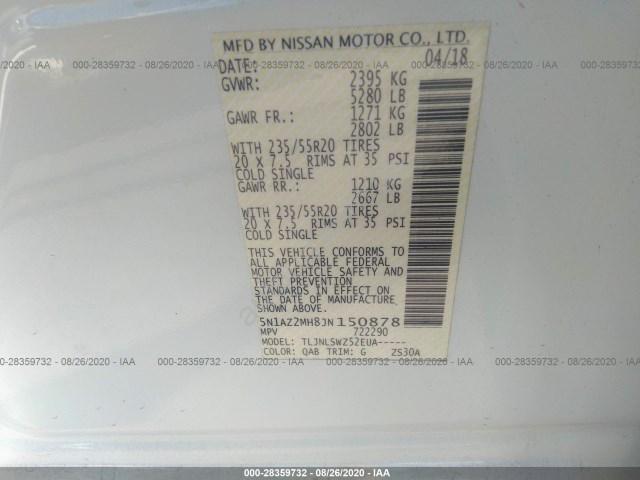 000-28359732 - 08/26/2020 - IAA
MFD BY NISSAN MOTOR CO., LTD.
DATE: 04/18
GVWR: 2395 KG
5280 LB
GAWR FR.: 1271 KG
2802 LB
WITH 235/55R20 TIRES
20 X 7.5 RIMS AT 35 PSI
COLD SINGLE
GAWR RR.: 1210 KG
2667 LB
WITH 235/55R20 TIRES
20 X 7.5 RIMS AT 35 PSI
COLD SINGLE
THIS VEHICLE CONFORMS TO
ALL APPLICABLE FEDERAL
MOTOR VEHICLE SAFETY AND
THEFT PREVENTION
STANDARDS IN EFFECT ON
THE DATE OF MANUFACTURE
SHOWN ABOVE.
5N1AZ2MH8JN150878
MPV 722290
MODEL: TLJNLSWZ52EUA-----
COLOR: QAB TRIM: G ZS30A
000-28359732 - 08/26/2020 - IAA